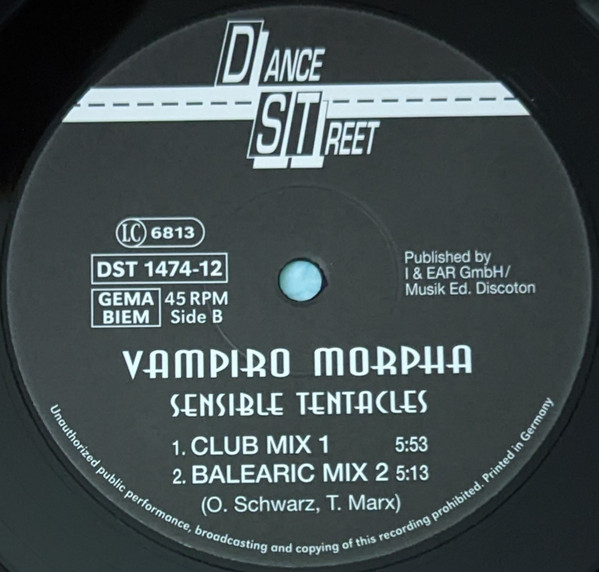 DANCE
STREET
LC 6813
DST 1474-12
GEMA
BIEM
45 RPM
Side B
Published by
I & EAR GmbH/
Musik Ed. Discoton
VAMPIRO MORPHA
SENSIBLE TENTACLES
1. CLUB MIX 1 5:53
2. BALEARIC MIX 2 5:13
(O. Schwarz, T. Marx)
Unauthorized public performance, broadcasting and copying of this recording prohibited. Printed in Germany